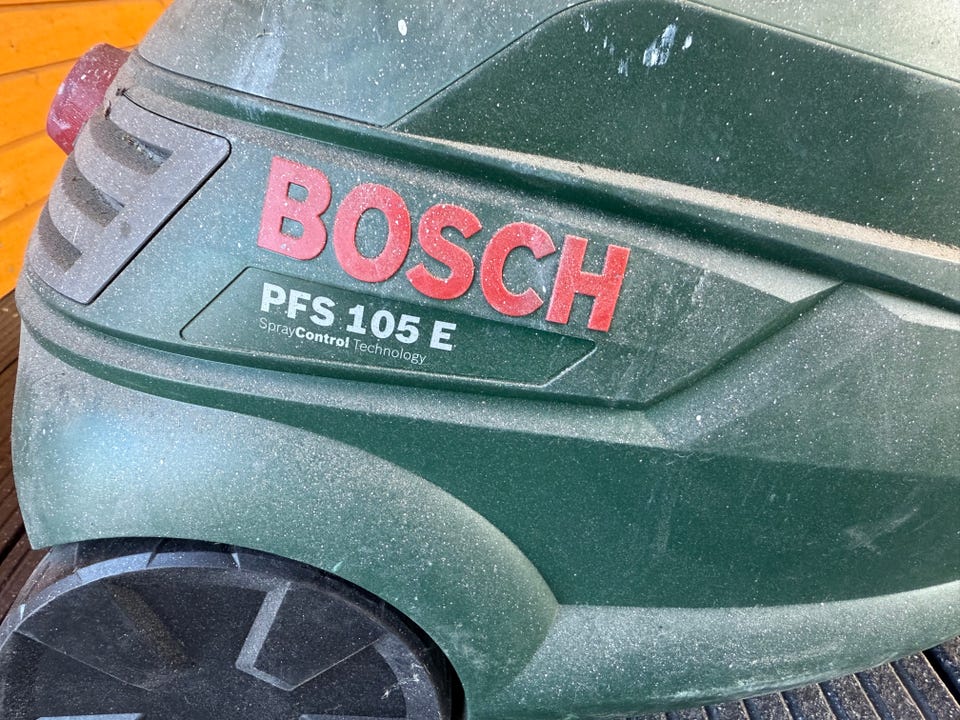 BOSCH
PFS 105 E
SprayControl Technology